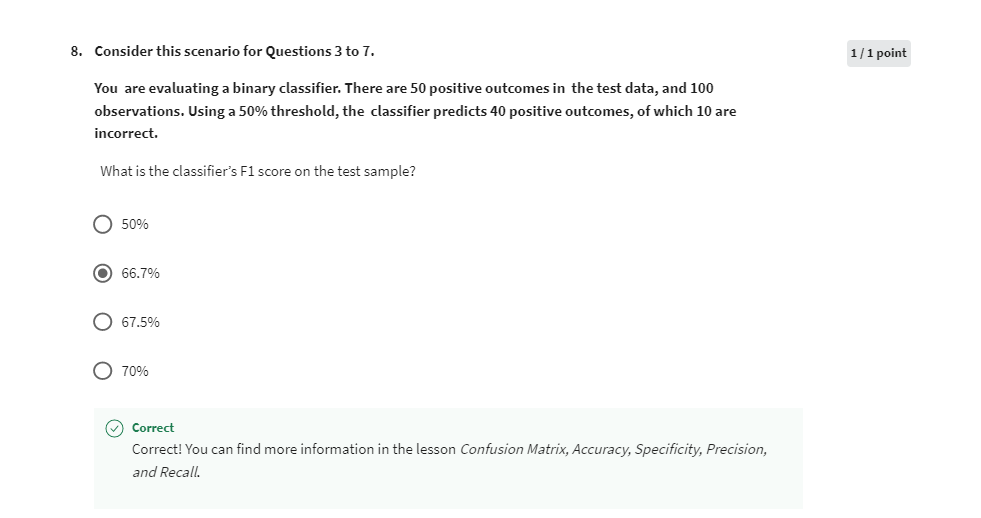 8. Consider this scenario for Questions 3 to 7.
1 / 1 point
You are evaluating a binary classifier. There are 50 positive outcomes in the test data, and 100
observations. Using a 50% threshold, the classifier predicts 40 positive outcomes, of which 10 are
incorrect.
What is the classifier's F1 score on the test sample?
50%
66.7%
67.5%
70%
Correct
Correct! You can find more information in the lesson Confusion Matrix, Accuracy, Specificity, Precision,
and Recall.